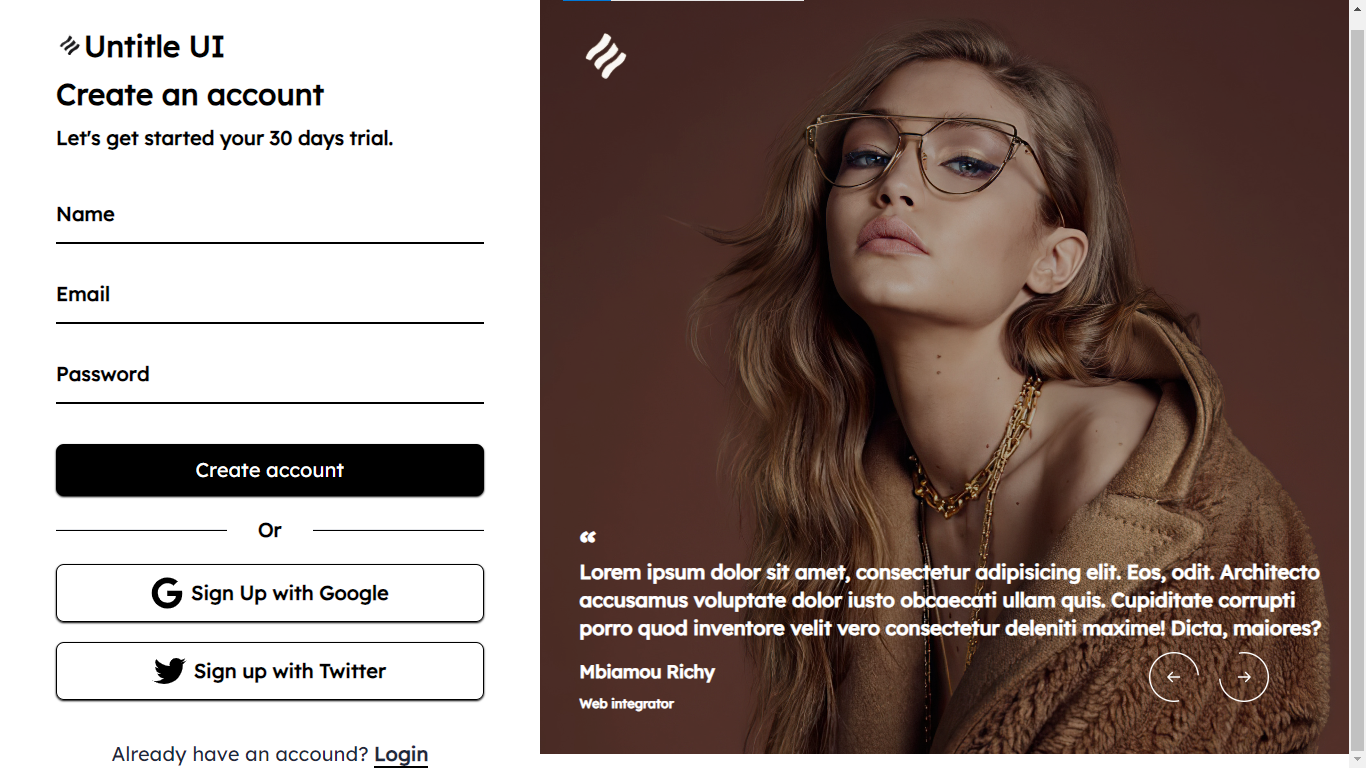 Untitle UI
Create an account
Let's get started your 30 days trial.
Name
Email
Password
Create account
Or
Sign Up with Google
Sign up with Twitter
Already have an accound? Login
“
Lorem ipsum dolor sit amet, consectetur adipisicing elit. Eos, odit. Architecto
accusamus voluptate dolor iusto obcaecati ullam quis. Cupiditate corrupti
porro quod inventore velit vero consectetur deleniti maxime! Dicta, maiores?
Mbiamou Richy
Web integrator